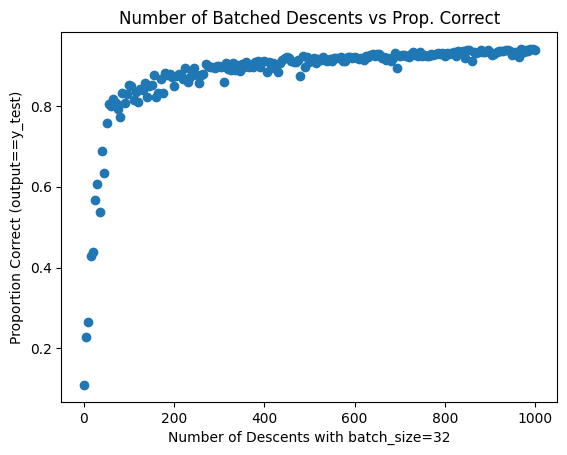 Number of Batched Descents vs Prop. Correct
Proportion Correct (output==y_test)
0.8
0.6
0.4
0.2
0 200 400 600 800 1000
Number of Descents with batch_size=32